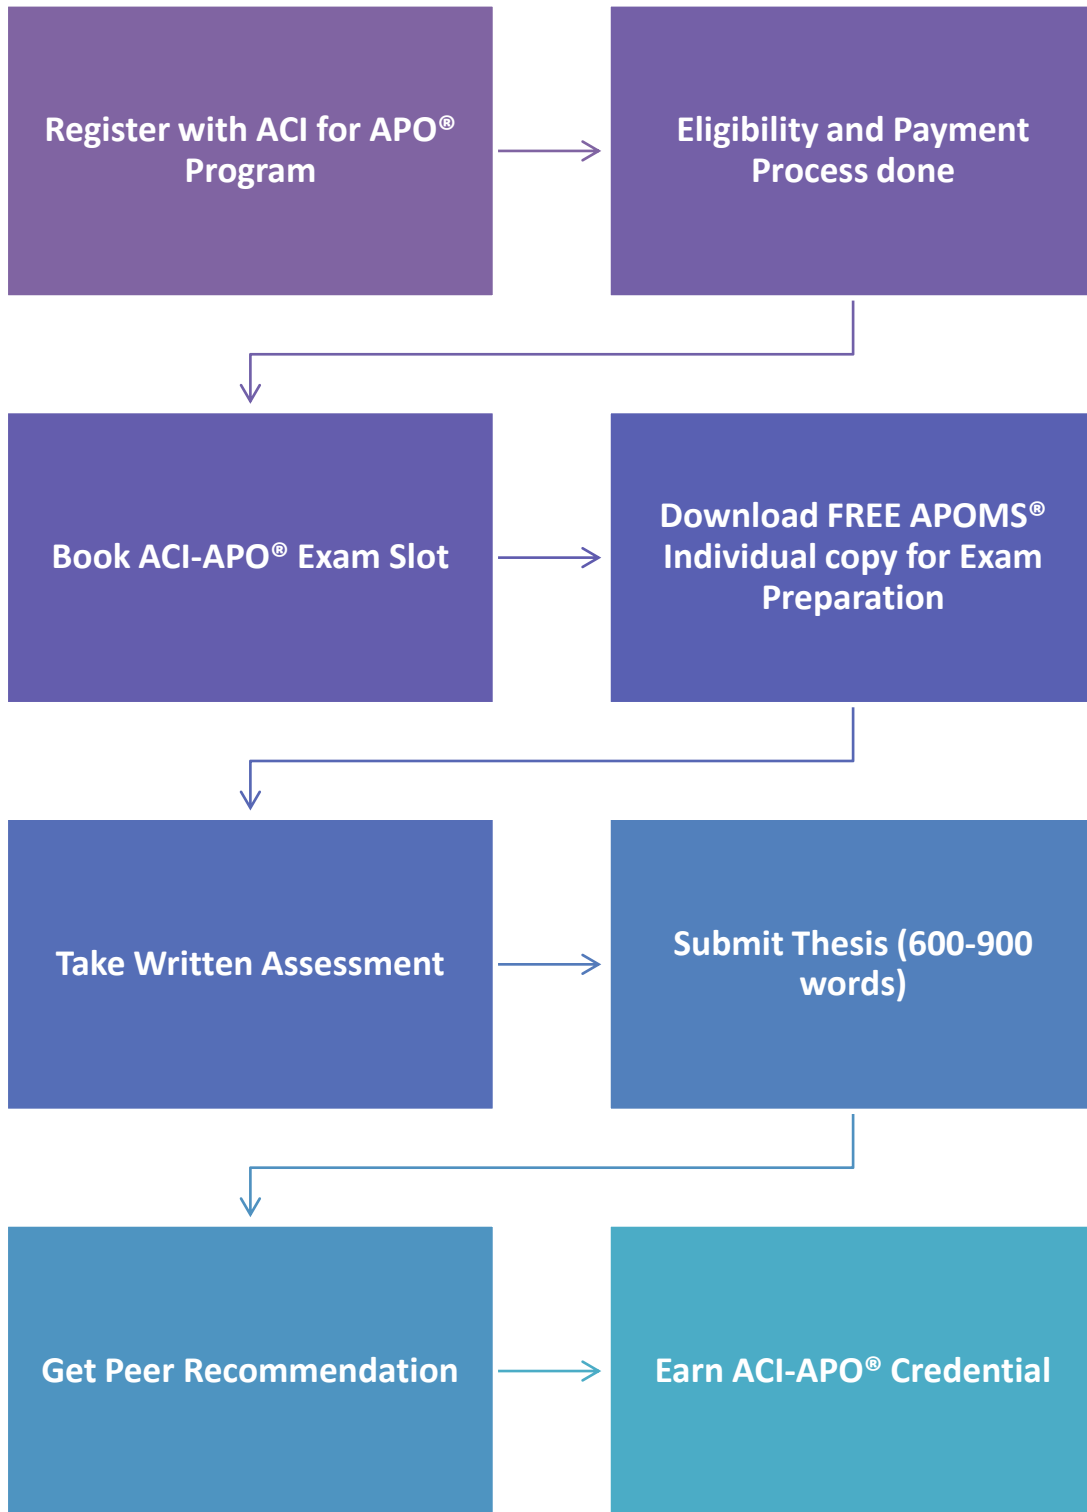 Register with ACI for APO®
Program
Eligibility and Payment
Process done
Book ACI-APO® Exam Slot
Download FREE APOMS®
Individual copy for Exam
Preparation
Take Written Assessment
Submit Thesis (600-900
words)
Get Peer Recommendation
Earn ACI-APO® Credential